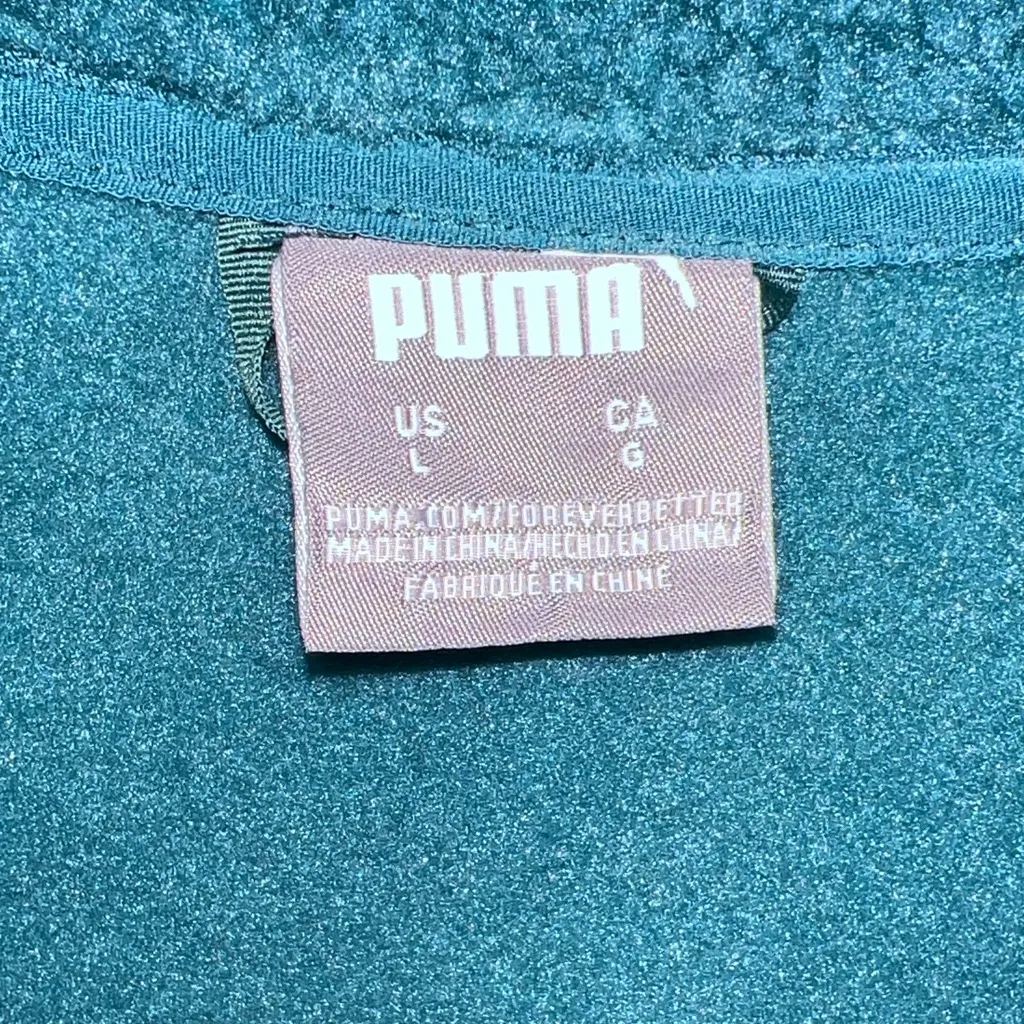 PUMA
US CA
L G
PUMA.COM/FOREVERBETTER
MADE IN CHINA/HECHO EN CHINA/
FABRIQUÉ EN CHINE